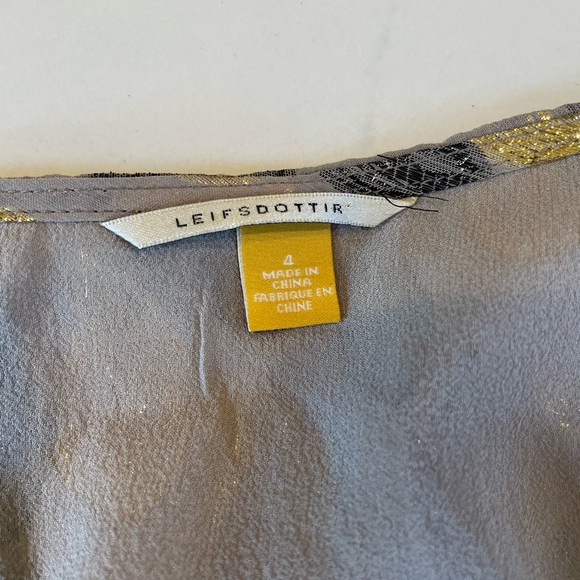 LEIFSDOTTIR
4
MADE IN
CHINA
FABRIQUE EN
CHINE